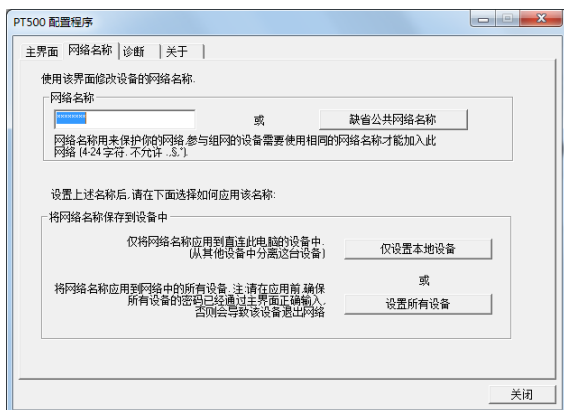 PT500 配置程序
主界面 网络名称 诊断 关于
使用该界面修改设备的网络名称.
网络名称
********
或
缺省公共网络名称
网络名称用来保护你的网络.参与组网的设备需要使用相同的网络名称才能加入此
网络 (4-24 字符. 不允许 ..§,")
设置上述名称后, 请在下面选择如何应用该名称:
将网络名称保存到设备中
仅将网络名称应用到直连此电脑的设备中.
(从其他设备中分离这台设备)
仅设置本地设备
或
将网络名称应用到网络中的所有设备. 注:请在应用前,确保
所有设备的密码已经通过主界面正确输入,
否则会导致该设备退出网络
设置所有设备
关闭